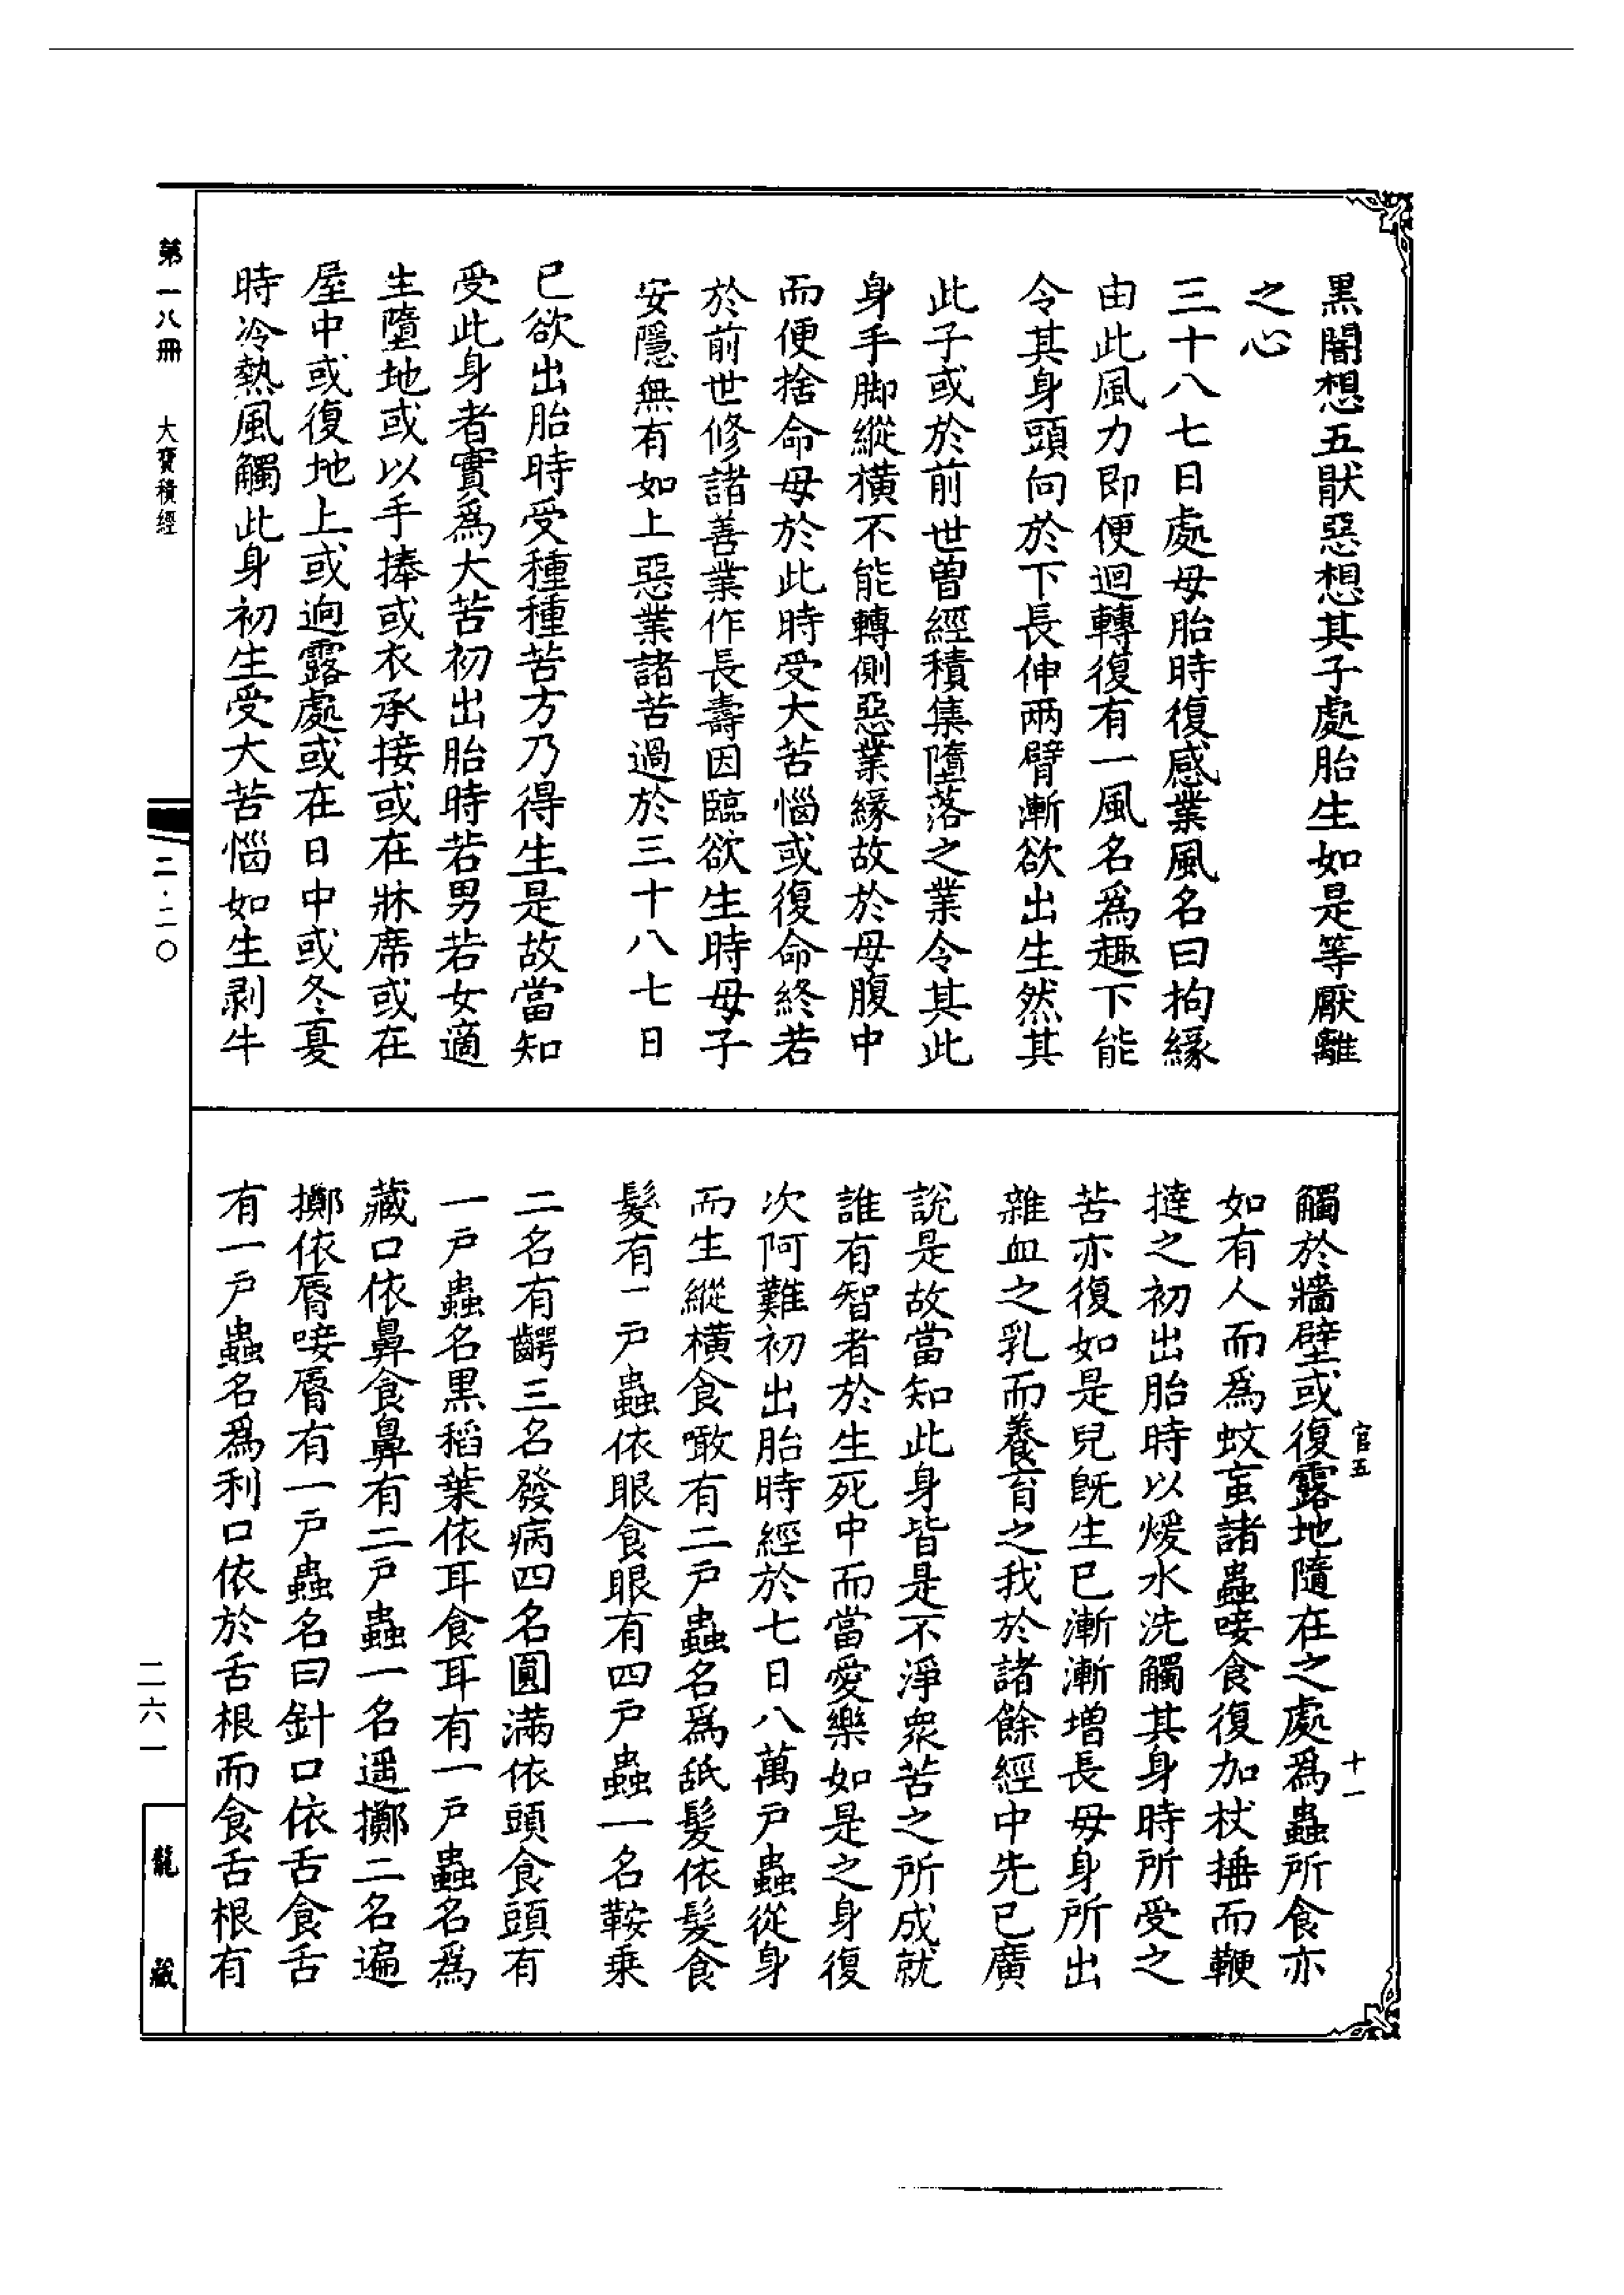 黑闇想五猒惡想其子處胎生如是等厭離
之心
三十八七日處母胎時復感業風名曰拘緣
由此風力即便迴轉復有一風名爲趣下能
令其身頭向於下長伸兩臂漸欲出生然其
此子或於前世曾經積集墮落之業令其此
身手脚縱橫不能轉側惡業緣故於母腹中
而便捨命母於此時受大苦惱或復命終若
於前世修諸善業作長壽因臨欲生時母子
安隱無有如上惡業諸苦過於三十八七日
已欲出胎時受種種苦方乃得生是故當知
受此身者實爲大苦初出胎時若男若女適
生墮地或以手捧或衣承接或在牀席或在
屋中或復地上或逈露處或在日中或冬夏
時冷熱風觸此身初生受大苦惱如生剥牛
官五
十一
觸於牆壁或復露地隨在之處爲蟲所食亦
如有人而爲蚊䖟諸蟲唼食復加杖捶而鞭
撻之初出胎時以煖水洗觸其身時所受之
苦亦復如是兒旣生已漸漸增長母身所出
雜血之乳而養育之我於諸餘經中先已廣
說是故當知此身皆是不淨衆苦之所成就
誰有智者於生死中而當愛樂如是之身復
次阿難初出胎時經於七日八萬戶蟲從身
而生縱橫食噉有二戶蟲名爲舐髮依髮食
髮有一戶蟲依眼食眼有四戶蟲一名鞍乗
二名有齶三名發病四名圓滿依頭食頭有
一戶蟲名黑稻葉依耳食耳有一戶蟲名爲
藏口依鼻食鼻有二戶蟲一名遥擲二名遍
擲依脣唼脣有一戶蟲名曰針口依舌食舌
有一戶蟲名爲利口依於舌根而食舌根有
第一八冊 大寶積經
二·二〇
二六一
龍藏